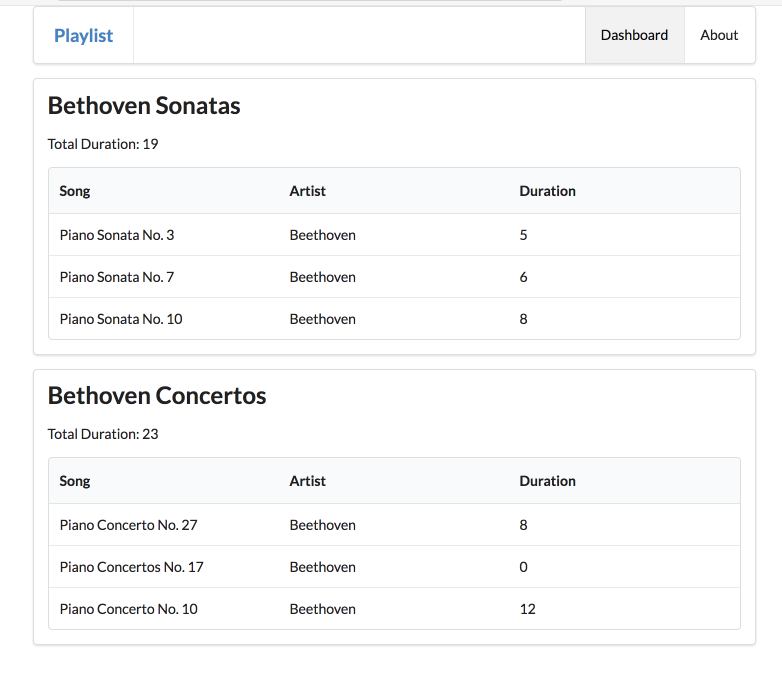 Playlist Dashboard About
Bethoven Sonatas
Total Duration: 19
Song Artist Duration
Piano Sonata No. 3 Beethoven 5
Piano Sonata No. 7 Beethoven 6
Piano Sonata No. 10 Beethoven 8
Bethoven Concertos
Total Duration: 23
Song Artist Duration
Piano Concerto No. 27 Beethoven 8
Piano Concertos No. 17 Beethoven 0
Piano Concerto No. 10 Beethoven 12